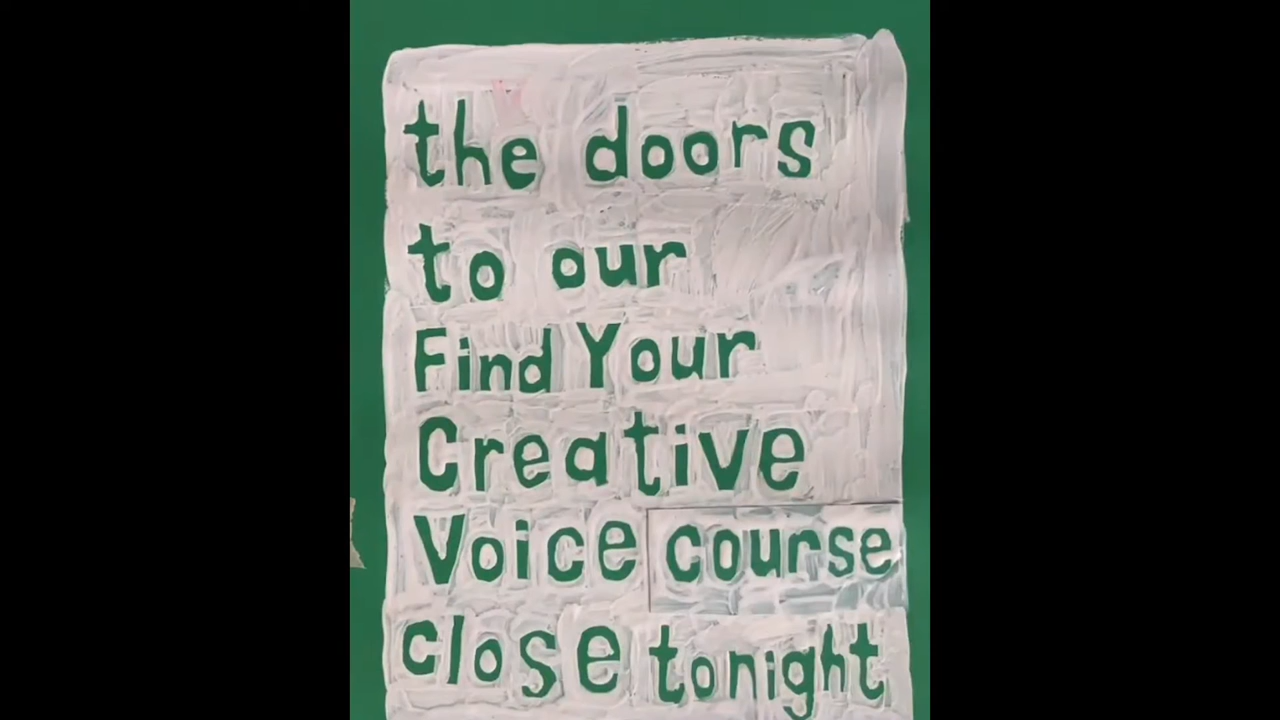 the doors
to our
Find Your
Creative
Voice course
close tonight